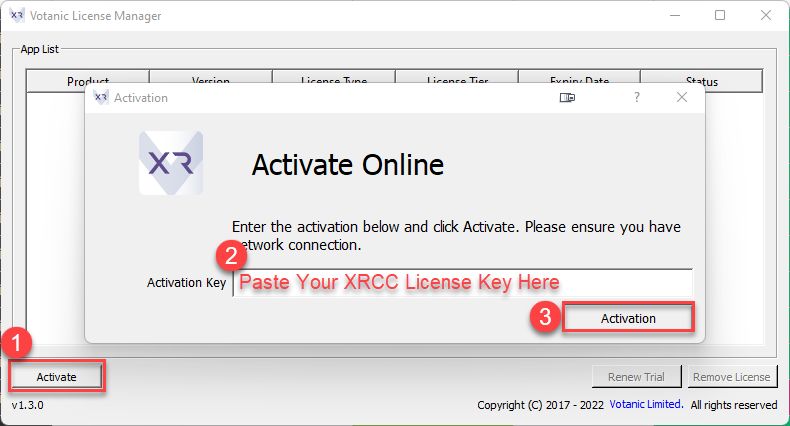 XR Votanic License Manager
App List
Product Version License Type License Tier Expiry Date Status
XR Activation ?
XR Activate Online
Enter the activation below and click Activate. Please ensure you have
network connection.
2
Activation Key Paste Your XRCC License Key Here
3 Activation
1
Activate Renew Trial Remove License
v1.3.0 Copyright (C) 2017 - 2022 Votanic Limited. All rights reserved